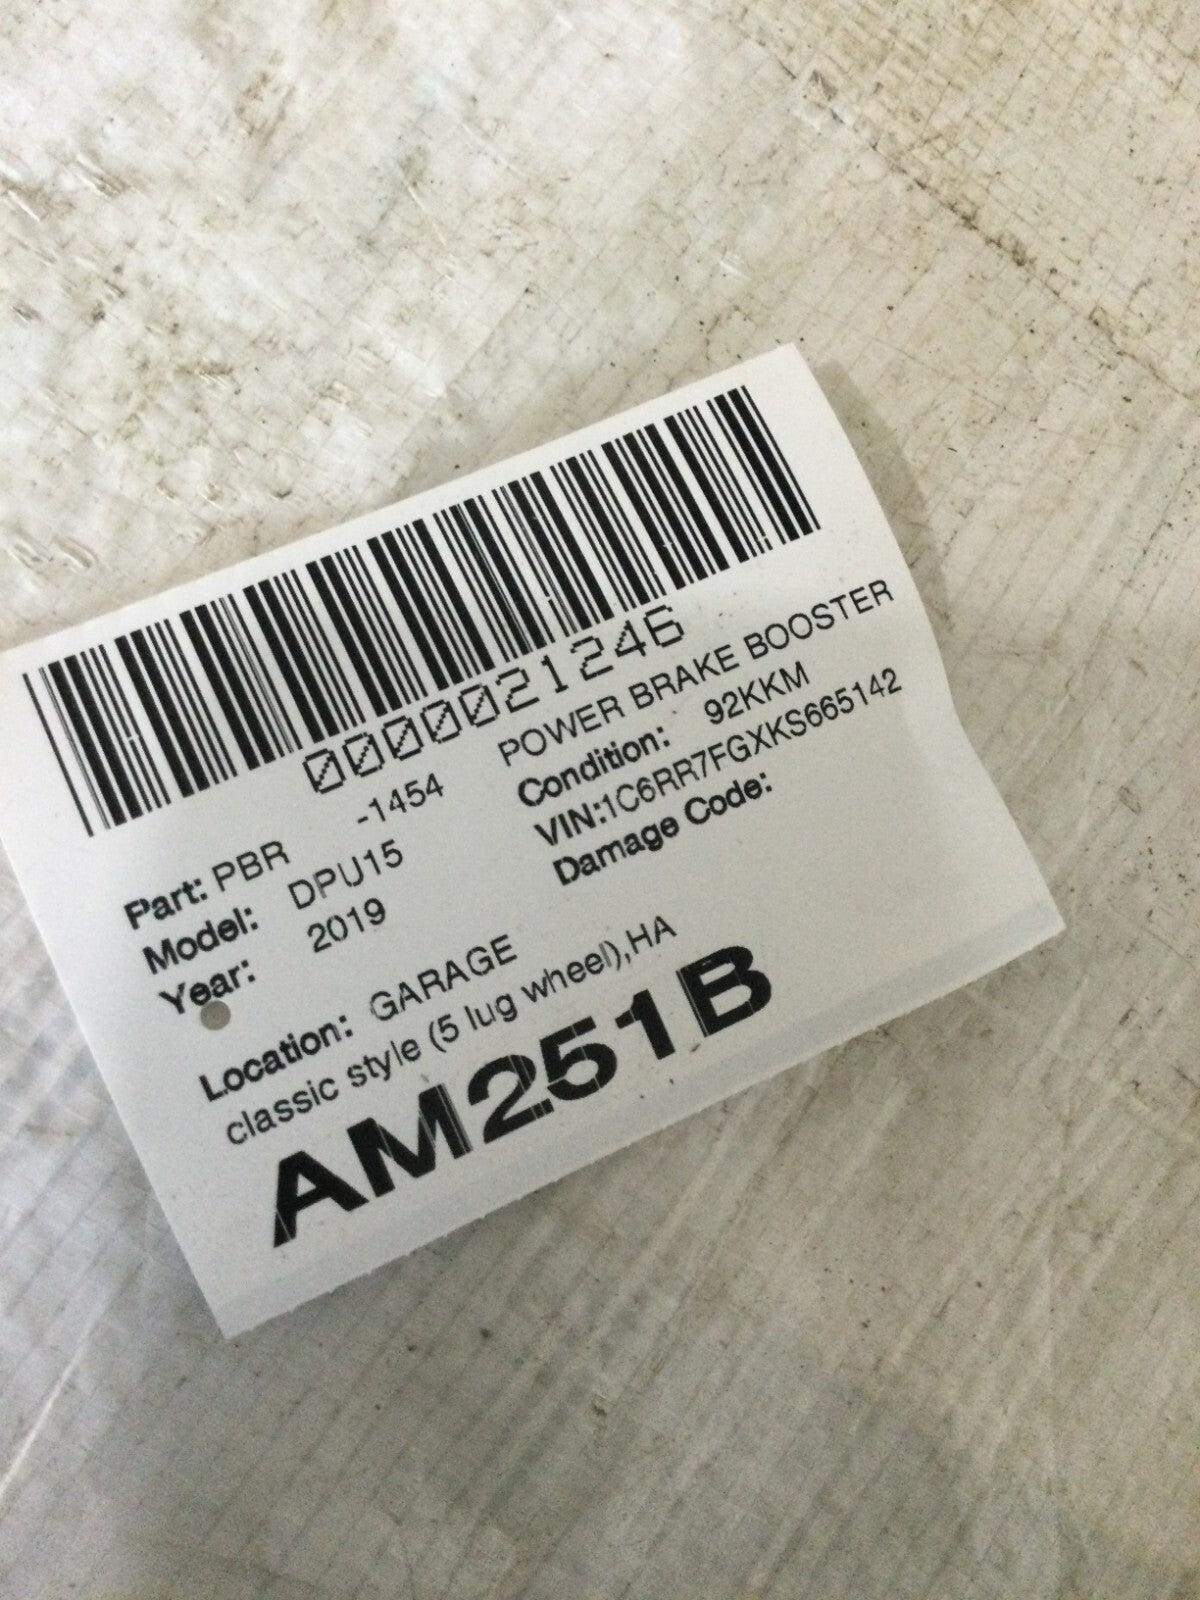 0000021246
Part: PBR -1454 POWER BRAKE BOOSTER
Model: DPU15 Condition: 92KKM
Year: 2019 VIN:1C6RR7FGXKS665142
Damage Code:
Location: GARAGE
classic style (5 lug wheel),HA
AM251B